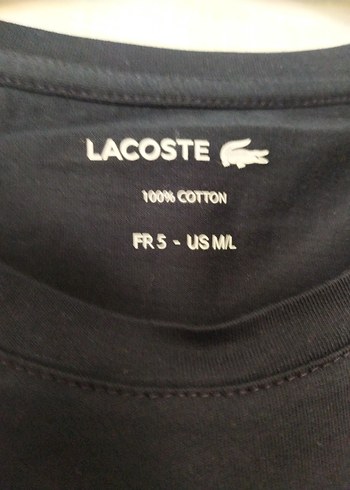 LACOSTE
100% COTTON
FR 5 - US M/L